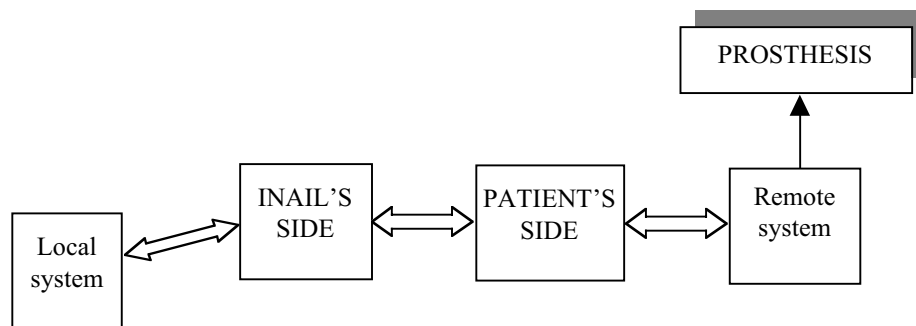 PROSTHESIS
INAIL'S
SIDE
PATIENT'S
SIDE
Remote
system
Local
system